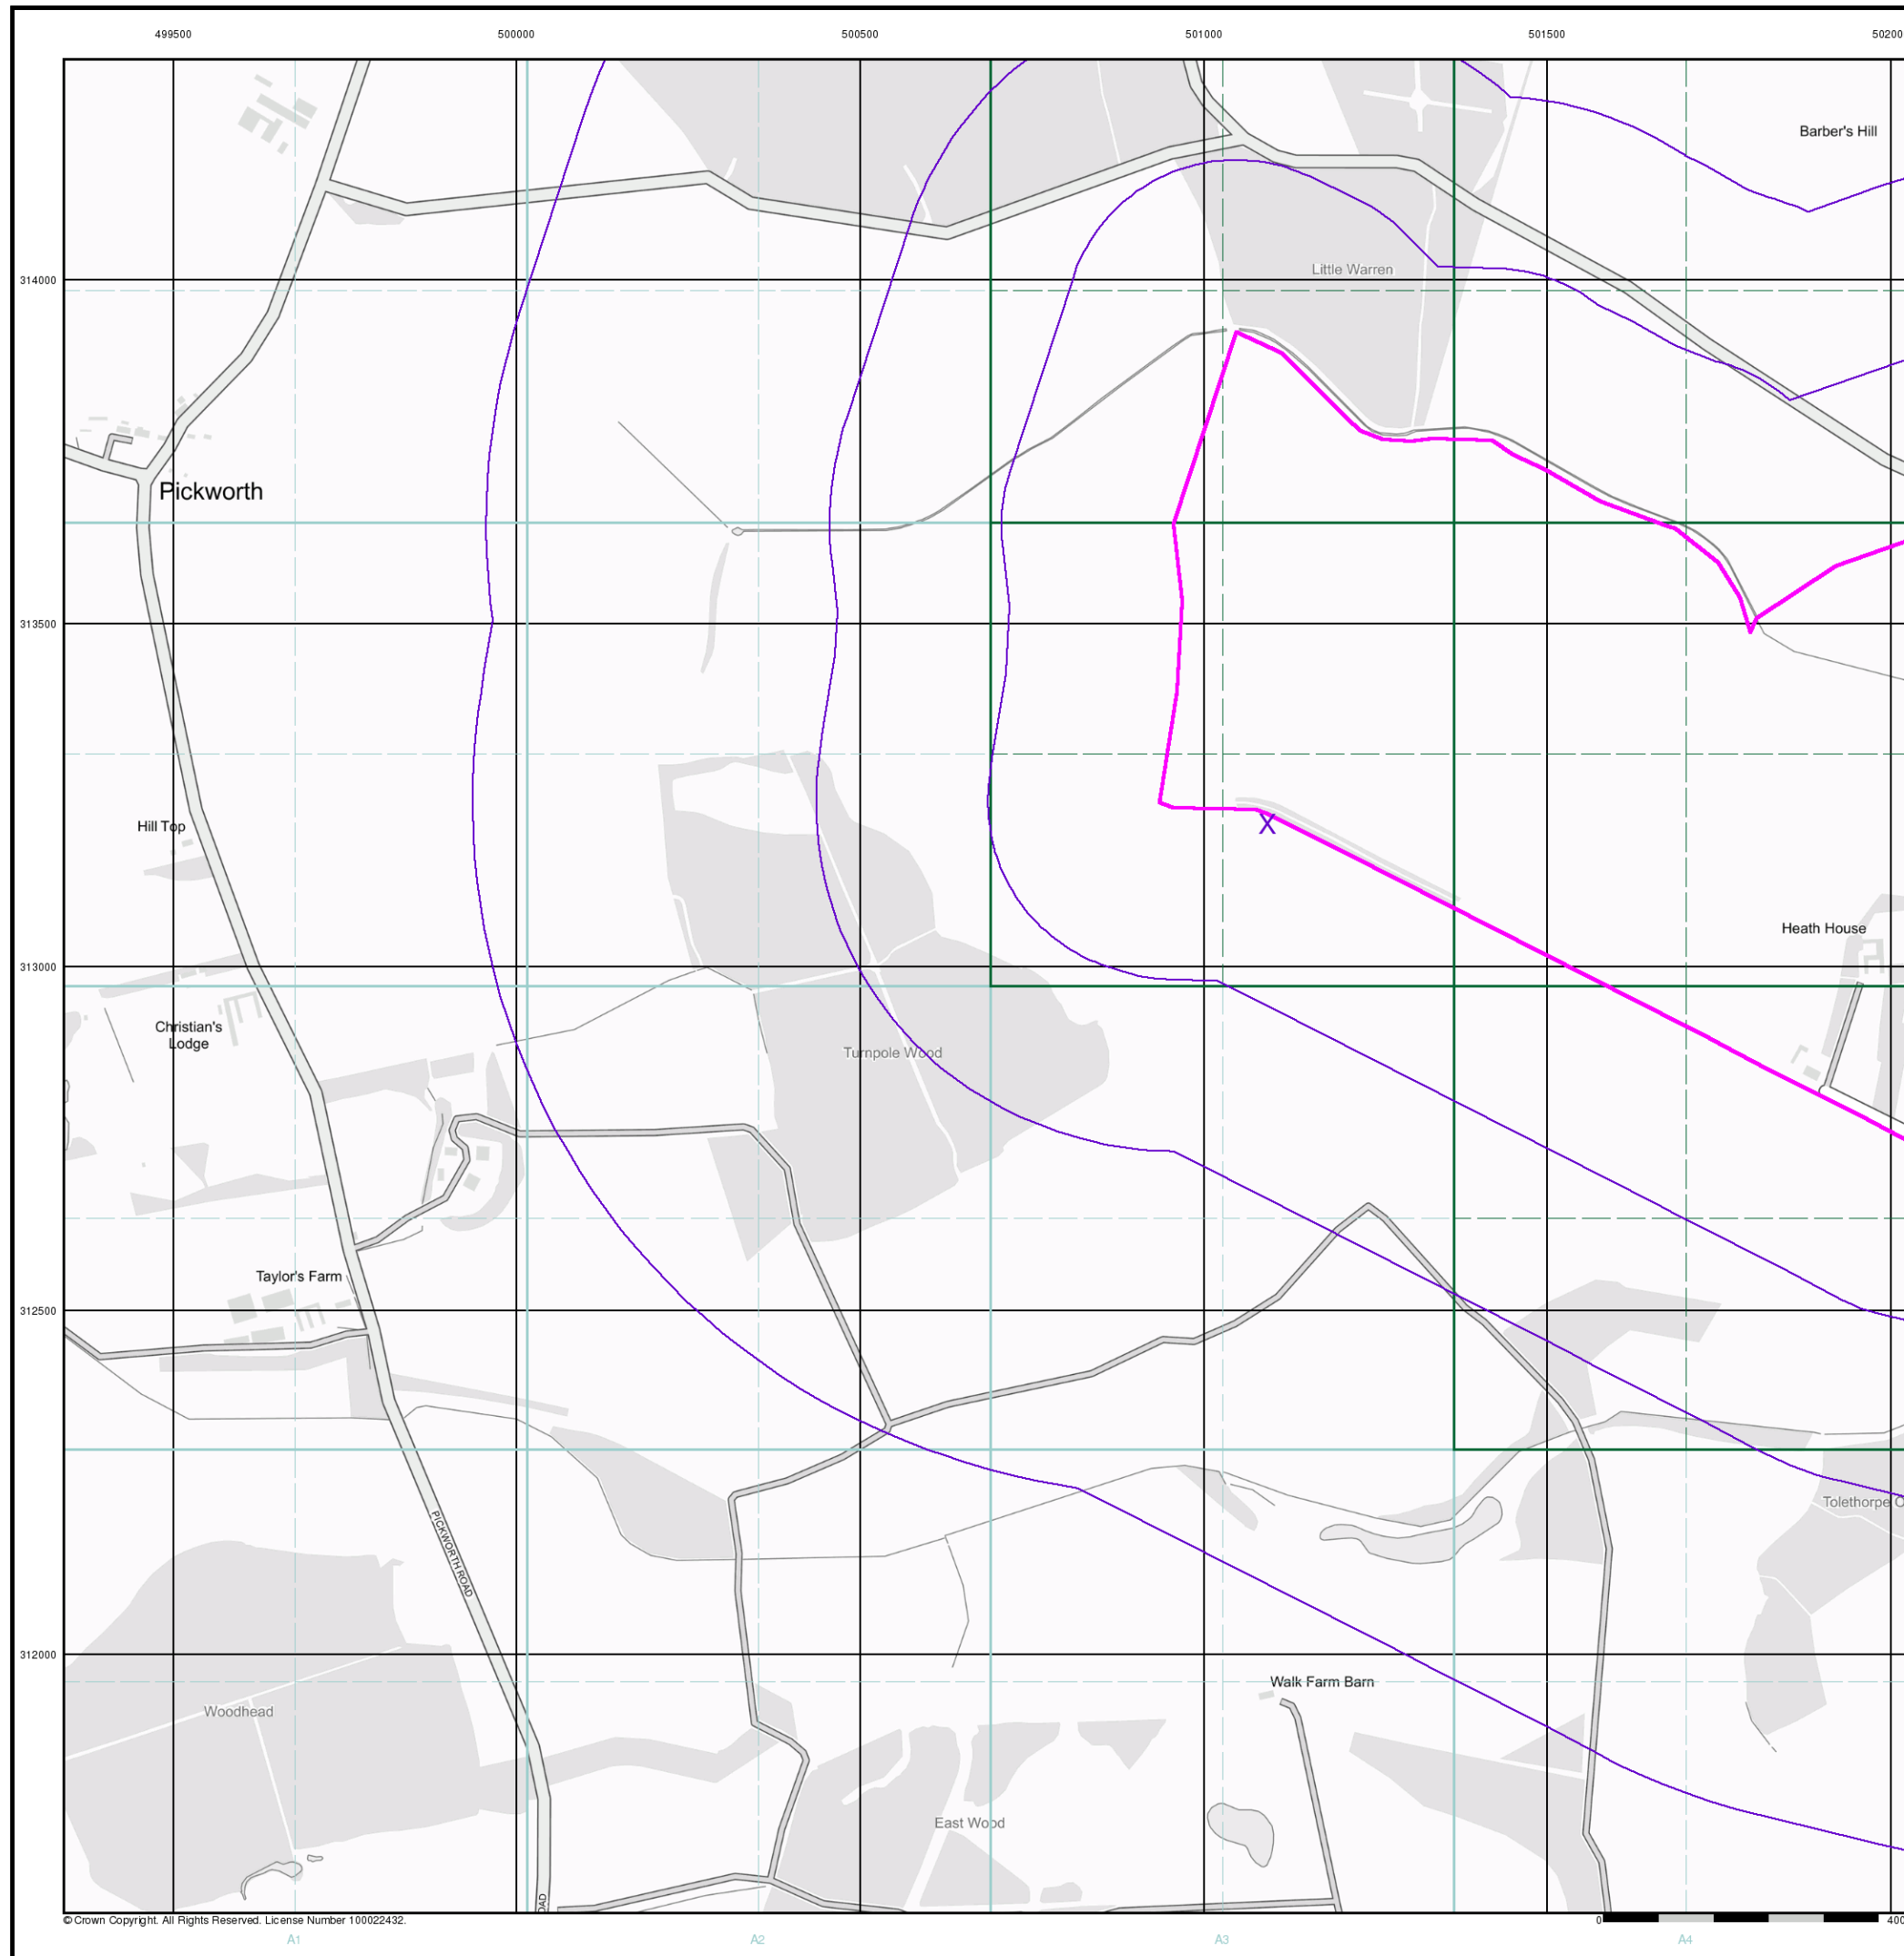 499500 500000 500500 501000 501500 50200
Barber's Hill
Little Warren
314000
Pickworth
313500
Hill Top
Heath House
313000
Christian's
Lodge
Turnpole Wood
Taylor's Farm
312500
Tolethorpe O
PICKWORTH ROAD
312000
Walk Farm Barn
Woodhead
East Wood
OAD
© Crown Copyright. All Rights Reserved. License Number 100022432.
0 400
A1 A2 A3 A4
X